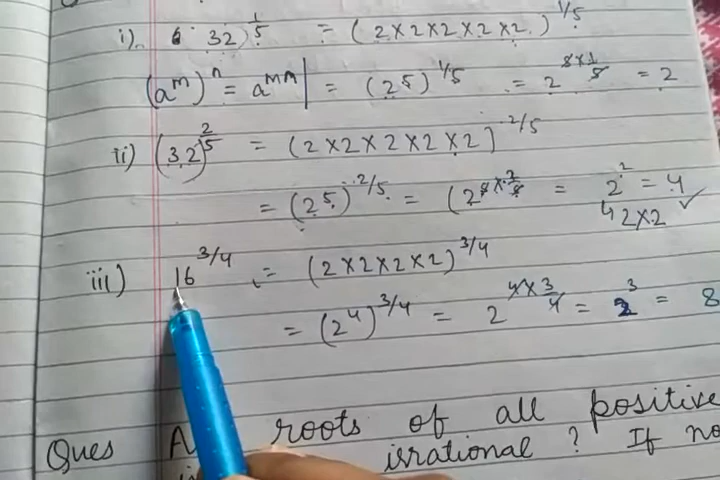 i). 32)^1/5 = (2×2×2×2×2)^1/5
(a^m)^n = a^mn | = (2^5)^1/5 = 2^5×1/5 = 2
ii) (32)^2/5 = (2×2×2×2×2)^2/5
= (2^5)^2/5 = (2^5×2/5 = 2^2 = 4
2×2 ✓
iii) 16^3/4 = (2×2×2×2)^3/4
= (2^4)^3/4 = 2^4×3/4 = 2^3 = 8
Ques roots of all positive
irrational ? If no